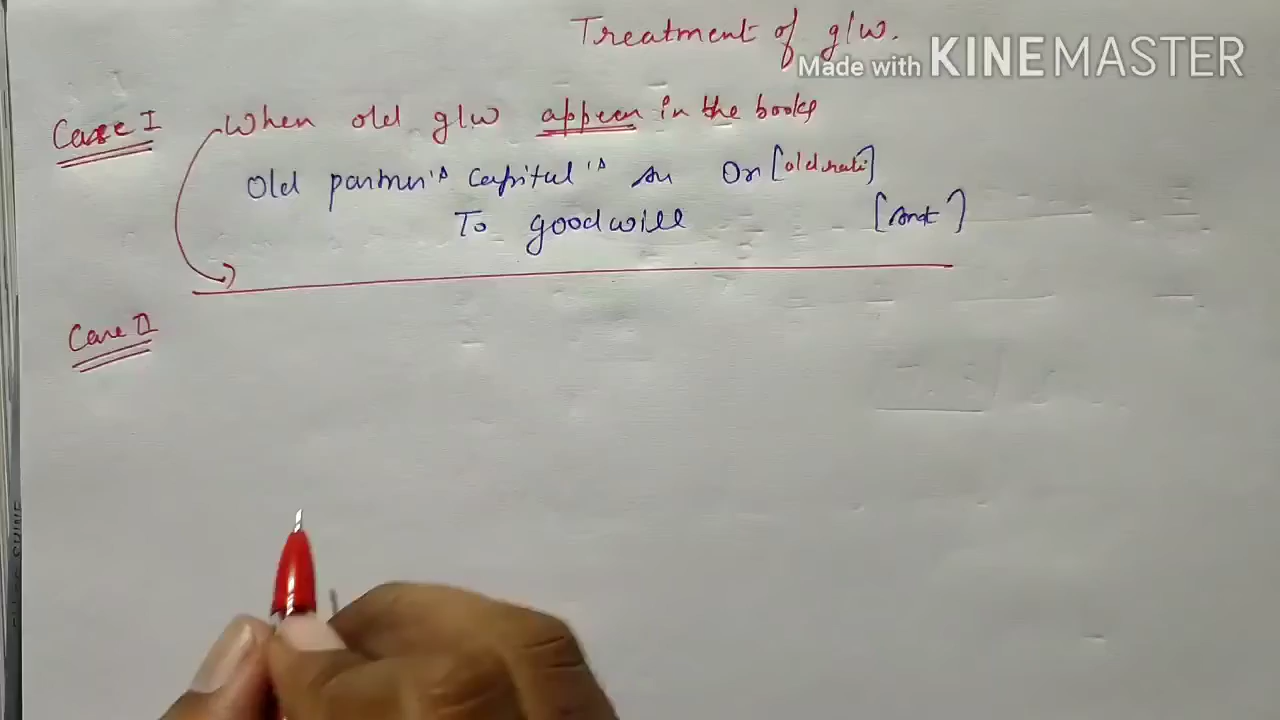 Treatment of g/w.
Made with KINEMASTER
Case I When old g/w appear in the books
Old partner's Capital's A/c Dr [old ratio]
To goodwill [Amt]
Case II